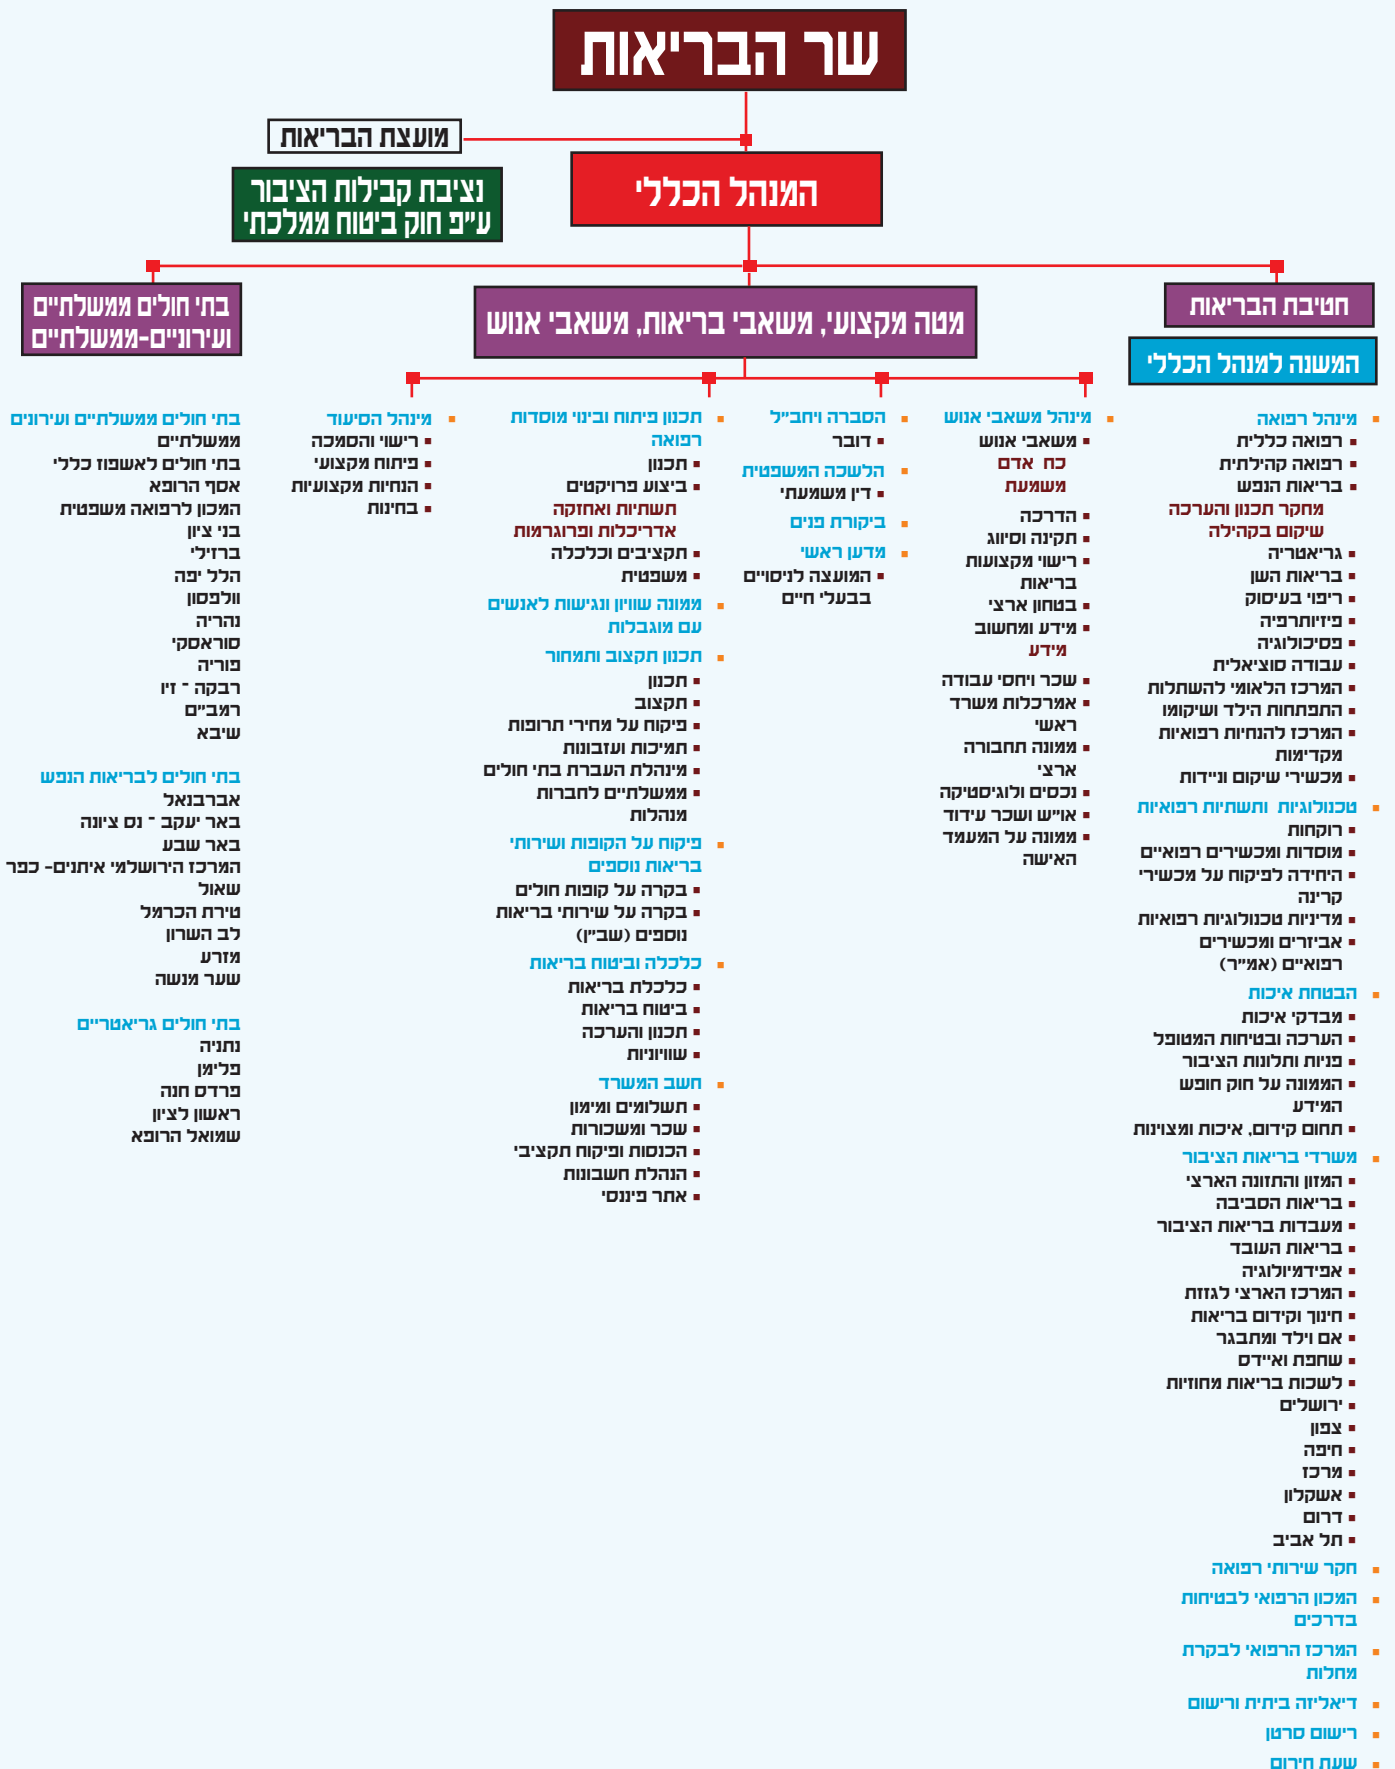 שר הבריאות
מועצת הבריאות
המנהל הכללי
נציבת קבילות הציבור
ע״פ חוק ביטוח ממלכתי
חטיבת הבריאות
המשנה למנהל הכללי
מטה מקצועי, משאבי בריאות, משאבי אנוש
בתי חולים ממשלתיים
ועירוניים-ממשלתיים
מינהל רפואה
רפואה כללית
רפואה קהילתית
בריאות הנפש
מחקר תכנון והערכה
שיקום בקהילה
גריאטריה
בריאות השן
ריפוי בעיסוק
פיזיותרפיה
פסיכולוגיה
עבודה סוציאלית
המרכז הלאומי להשתלות
התפתחות הילד ושיקומו
המרכז להנחיות רפואיות
מקדימות
מכשירי שיקום וניידות
טכנולוגיות ותשתיות רפואיות
רוקחות
מוסדות ומכשירים רפואיים
היחידה לפיקוח על מכשירי
קרינה
מדיניות טכנולוגיות רפואיות
אביזרים ומכשירים
רפואיים (אמ״ר)
הבטחת איכות
מבדקי איכות
הערכה ובטיחות המטופל
פניות ותלונות הציבור
הממונה על חוק חופש
המידע
תחום קידום, איכות ומצוינות
משרדי בריאות הציבור
המזון והתזונה הארצי
בריאות הסביבה
מעבדות בריאות הציבור
בריאות העובד
אפידמיולוגיה
המרכז הארצי לגזזת
חינוך וקידום בריאות
אם וילד ומתבגר
שחפת ואיידס
לשכות בריאות מחוזיות
ירושלים
צפון
חיפה
מרכז
אשקלון
דרום
תל אביב
חקר שירותי רפואה
המכון הרפואי לבטיחות
בדרכים
המרכז הרפואי לבקרת
מחלות
דיאליזה ביתית ורישום
רישום סרטן
שעת חירום
מינהל משאבי אנוש
משאבי אנוש
כח אדם
משמעת
הדרכה
תקינה וסיווג
רישוי מקצועות
בריאות
בטחון ארצי
מידע ומחשוב
מידע
שכר ויחסי עבודה
אמרכלות משרד
ראשי
ממונה תחבורה
ארצי
נכסים ולוגיסטיקה
או״ש ושכר עידוד
ממונה על המעמד
האישה
הסברה ויחב״ל
דובר
הלשכה המשפטית
דין משמעתי
ביקורת פנים
מדען ראשי
המועצה לניסויים
בבעלי חיים
תכנון פיתוח ובינוי מוסדות
רפואה
תכנון
ביצוע פרויקטים
תשתיות ואחזקה
אדריכלות ופרוגרמות
תקציבים וכלכלה
משפטית
ממונה שוויון ונגישות לאנשים
עם מוגבלות
תכנון תקצוב ותמחור
תכנון
תקצוב
פיקוח על מחירי תרופות
תמיכות ועזבונות
מינהלת העברת בתי חולים
ממשלתיים לחברות
מנהלות
פיקוח על הקופות ושירותי
בריאות נוספים
בקרה על קופות חולים
בקרה על שירותי בריאות
נוספים (שב״ן)
כלכלה וביטוח בריאות
כלכלת בריאות
ביטוח בריאות
תכנון והערכה
שוויוניות
חשב המשרד
תשלומים ומימון
שכר ומשכורות
הכנסות ופיקוח תקציבי
הנהלת חשבונות
אתר פיננסי
מינהל הסיעוד
רישוי והסמכה
פיתוח מקצועי
הנחיות מקצועיות
בחינות
בתי חולים ממשלתיים ועירונים
ממשלתיים
בתי חולים לאשפוז כללי
אסף הרופא
המכון לרפואה משפטית
בני ציון
ברזילי
הלל יפה
וולפסון
נהריה
סוראסקי
פוריה
רבקה - זיו
רמב״ם
שיבא
בתי חולים לבריאות הנפש
אברבנאל
באר יעקב - נס ציונה
באר שבע
המרכז הירושלמי איתנים- כפר
שאול
טירת הכרמל
לב השרון
מזרע
שער מנשה
בתי חולים גריאטריים
נתניה
פלימן
פרדס חנה
ראשון לציון
שמואל הרופא